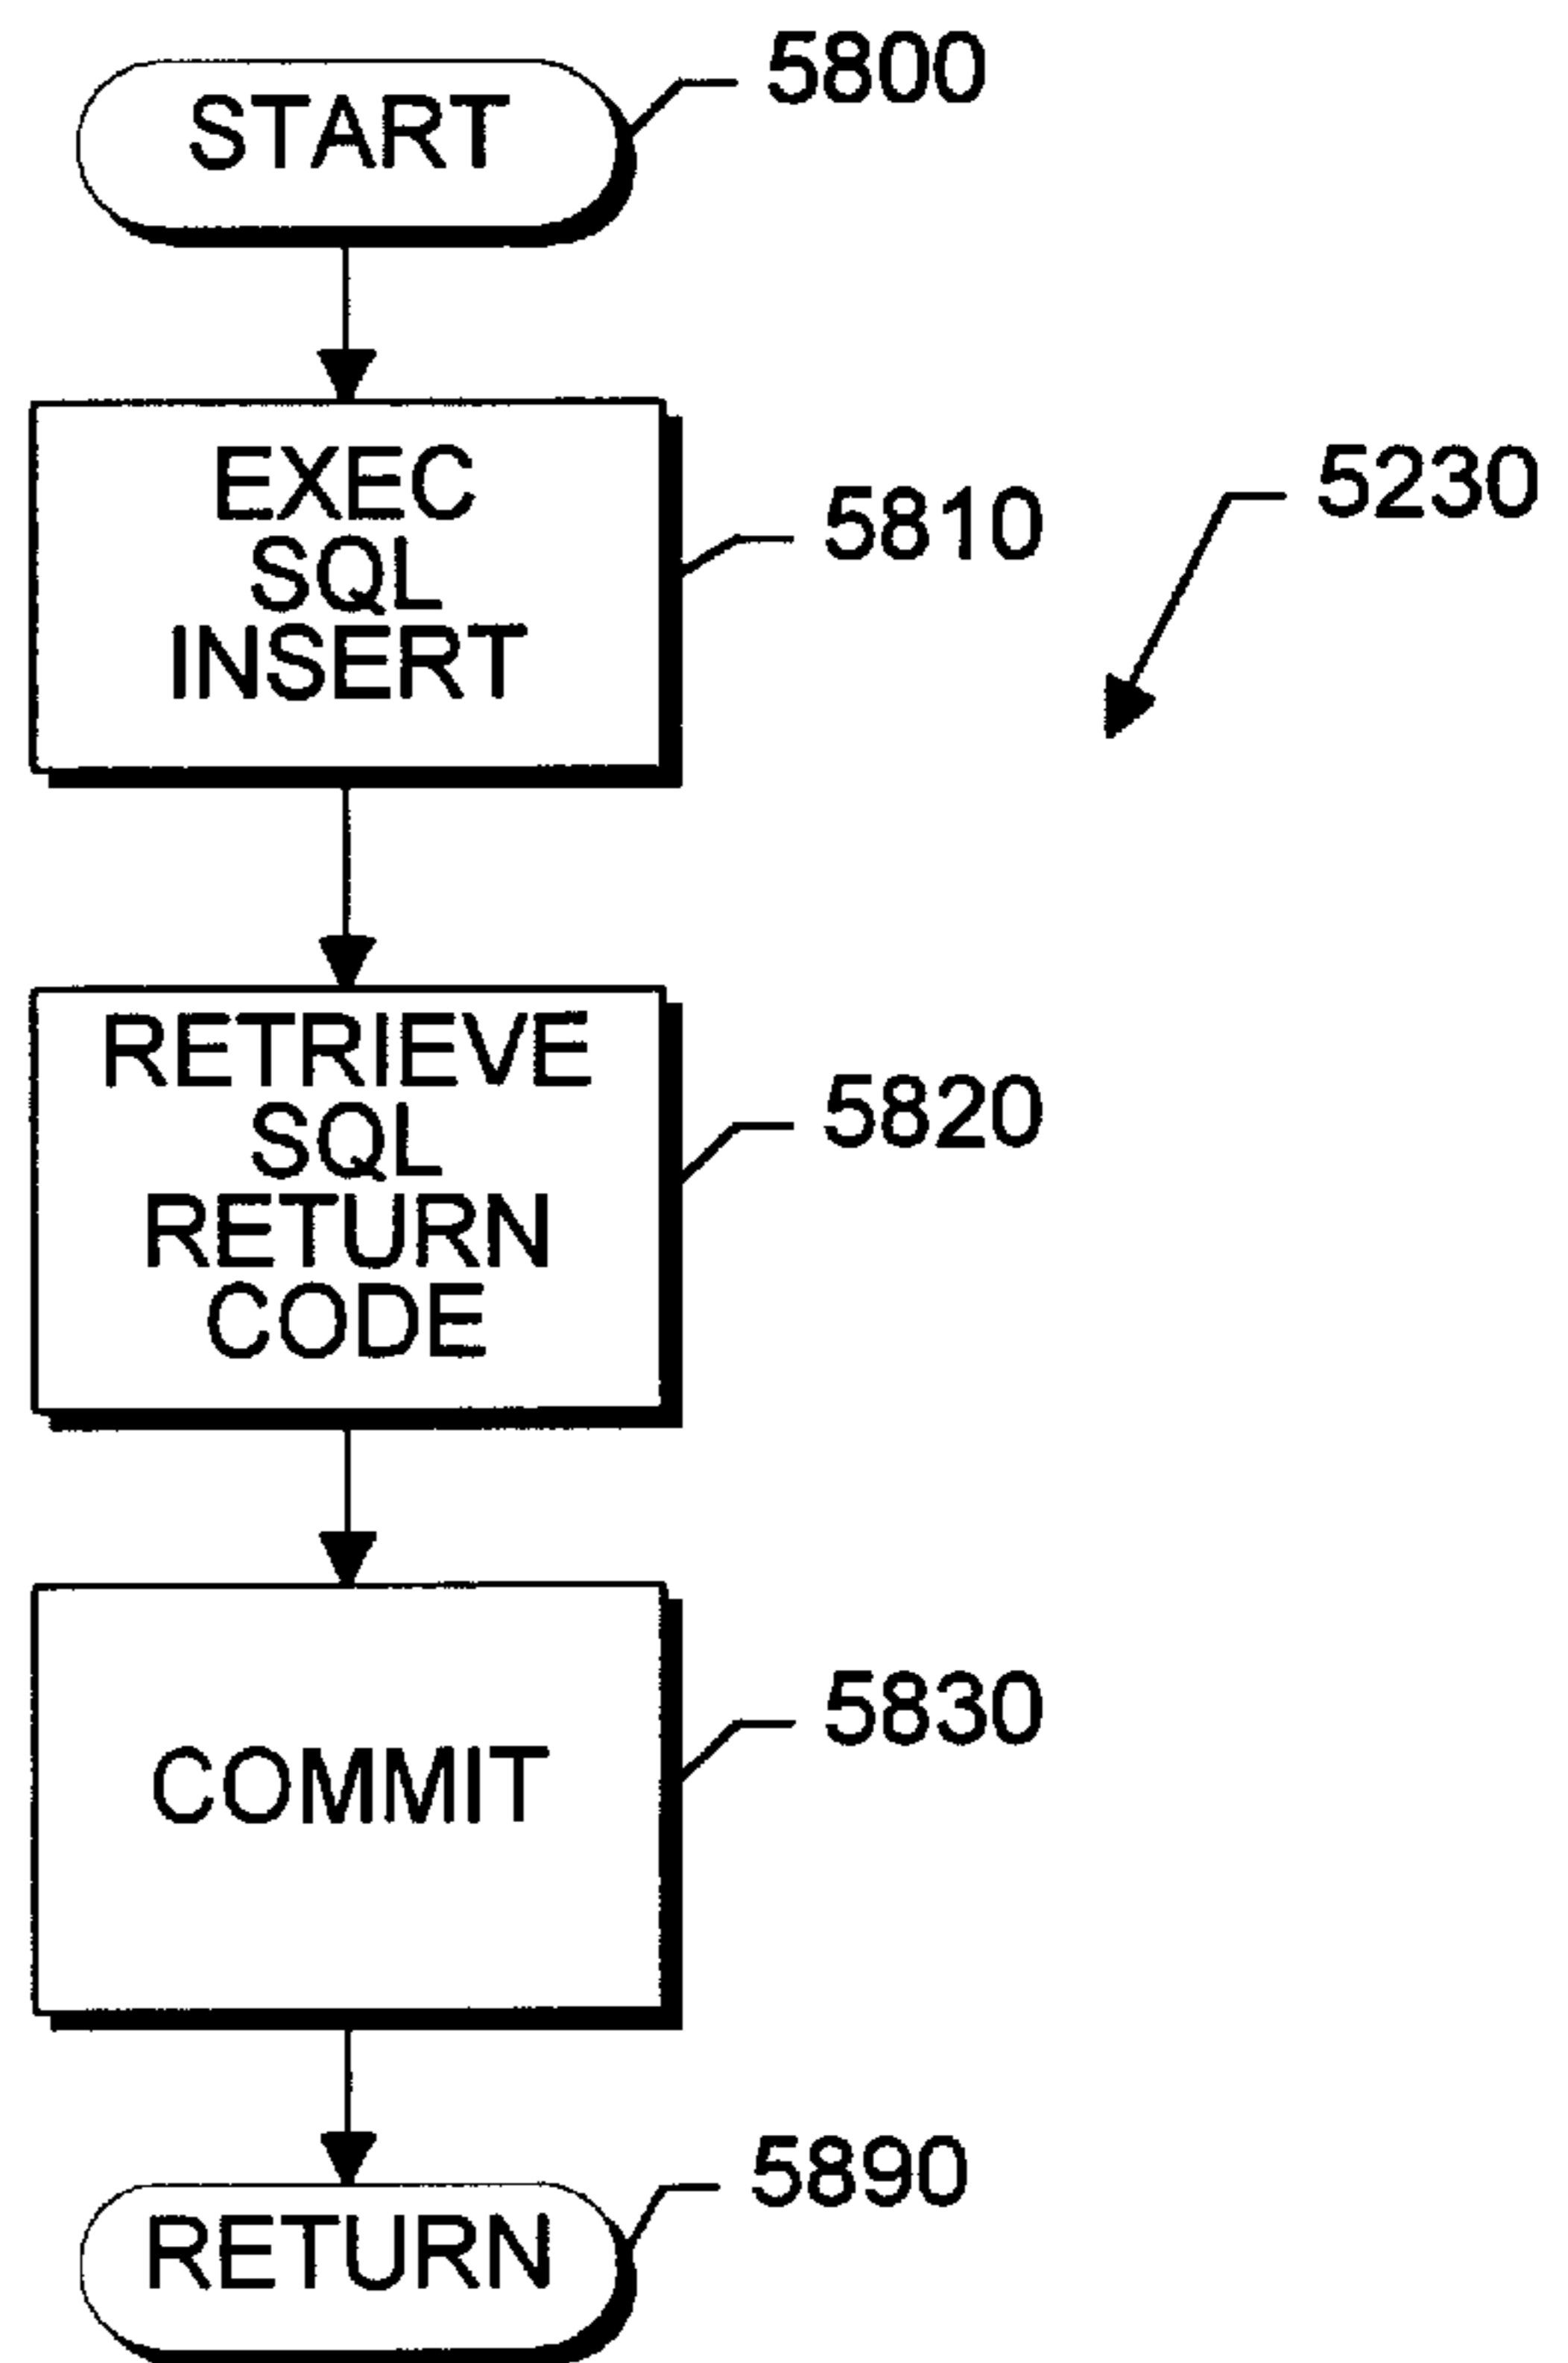 5800
START
EXEC
SQL
INSERT
5810
5230
RETRIEVE
SQL
RETURN
CODE
5820
COMMIT
5830
5890
RETURN